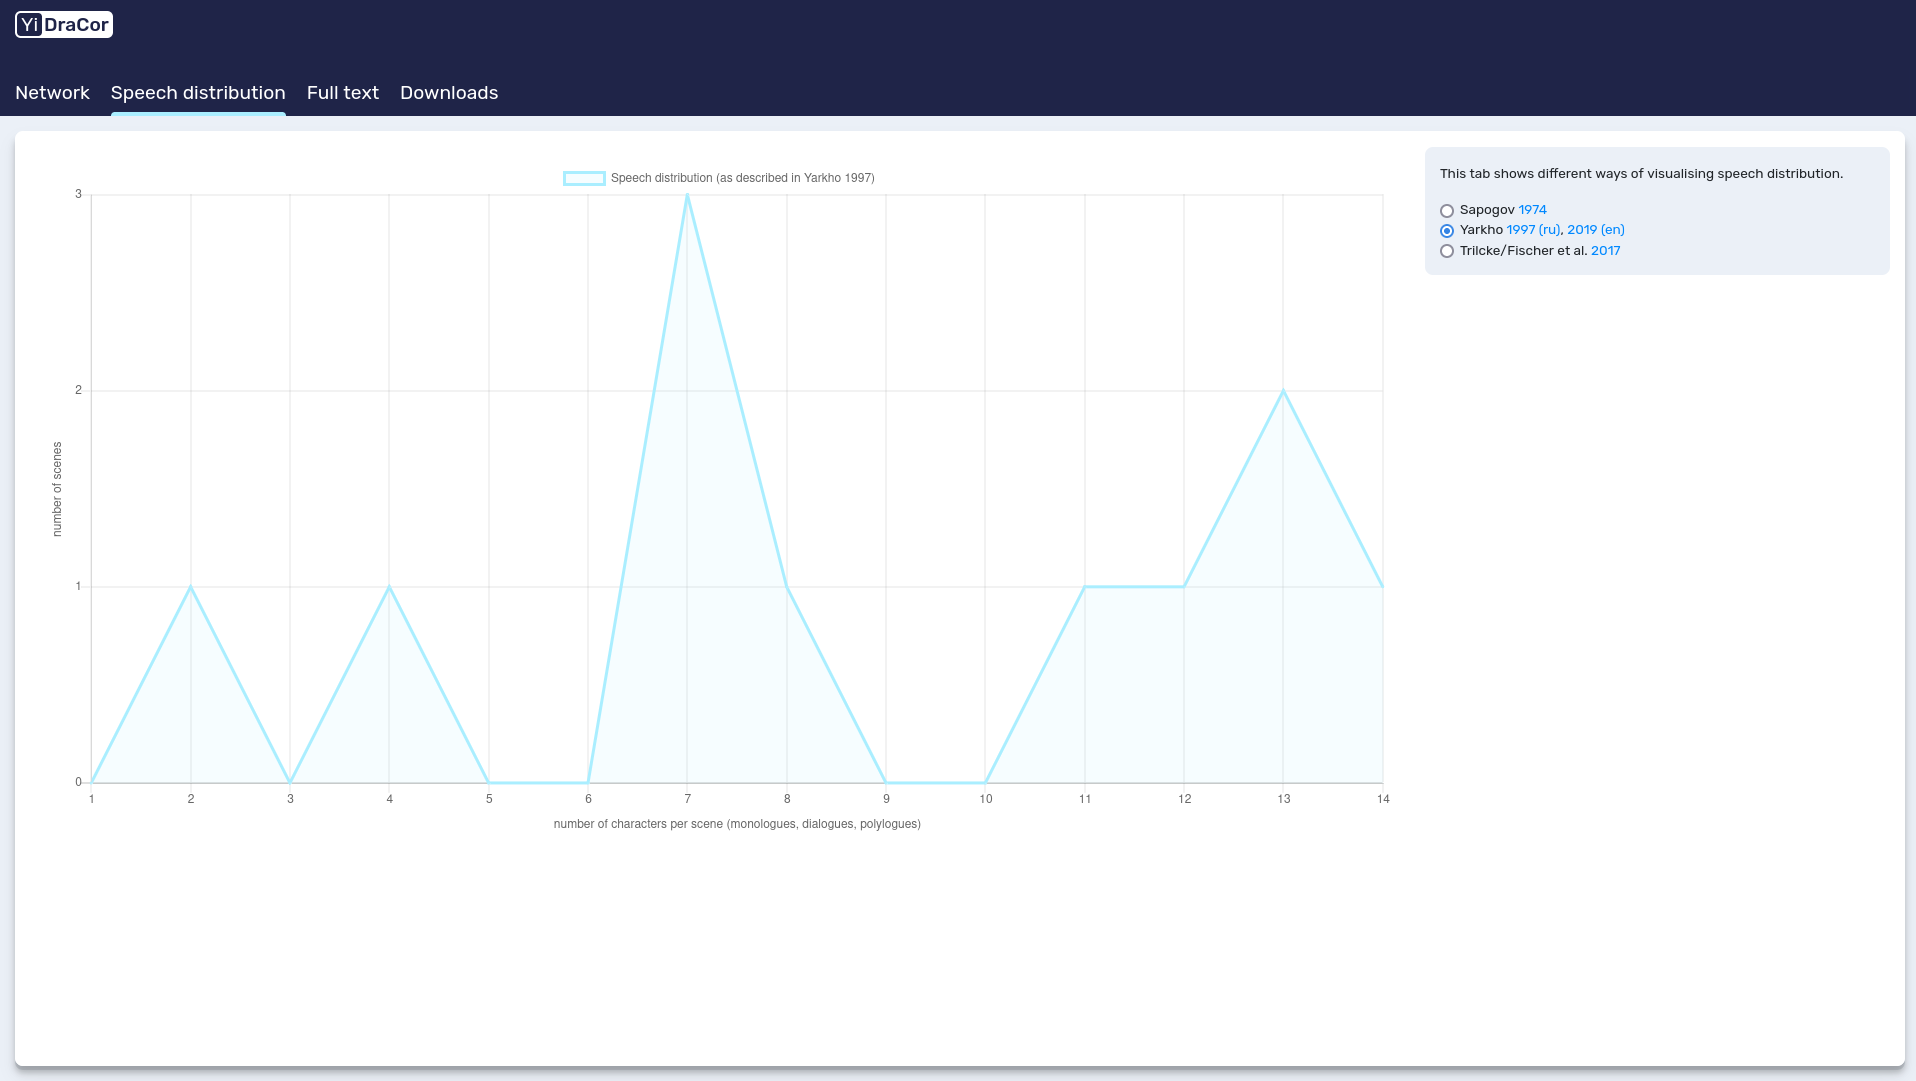 Yi DraCor
Network Speech distribution Full text Downloads
Speech distribution (as described in Yarkho 1997)
3
2
1
0
number of scenes
1 2 3 4 5 6 7 8 9 10 11 12 13 14
number of characters per scene (monologues, dialogues, polylogues)
This tab shows different ways of visualising speech distribution.
Sapogov 1974
Yarkho 1997 (ru), 2019 (en)
Trilcke/Fischer et al. 2017